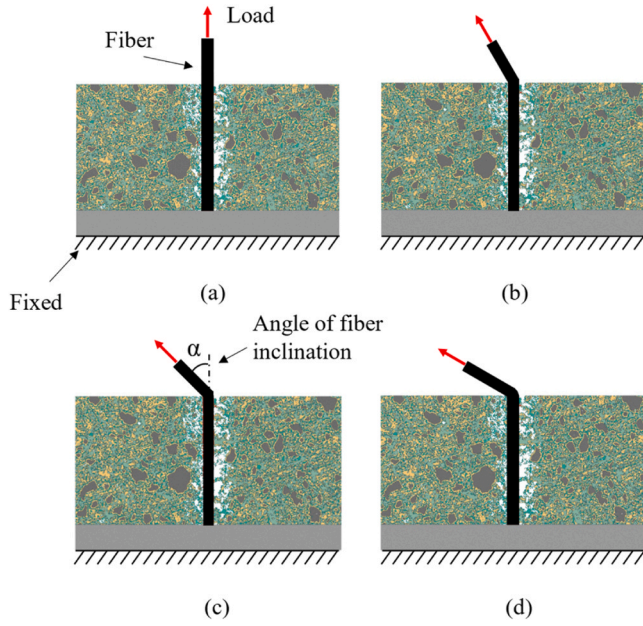 Load
Fiber
Fixed
(a)
(b)
α
Angle of fiber
inclination
(c)
(d)